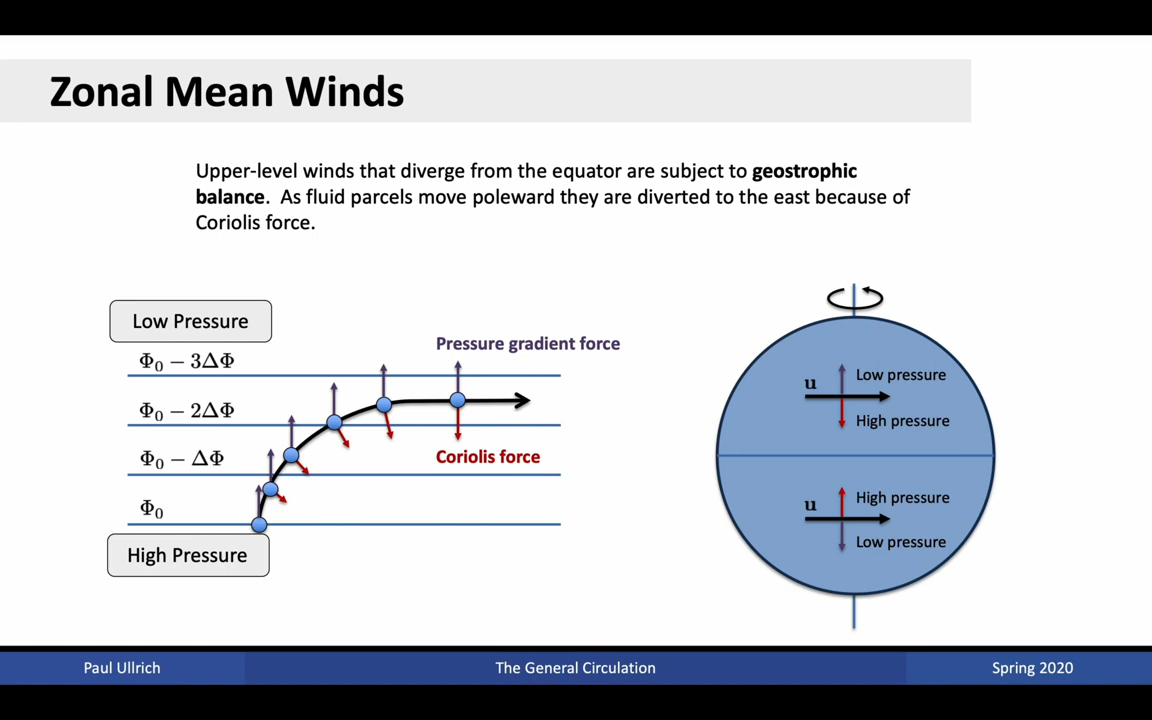 Zonal Mean Winds
Upper-level winds that diverge from the equator are subject to geostrophic
balance. As fluid parcels move poleward they are diverted to the east because of
Coriolis force.
Low Pressure
Φ₀ − 3ΔΦ
Φ₀ − 2ΔΦ
Φ₀ − ΔΦ
Φ₀
High Pressure
Pressure gradient force
Coriolis force
u
Low pressure
High pressure
u
High pressure
Low pressure
Paul Ullrich
The General Circulation
Spring 2020